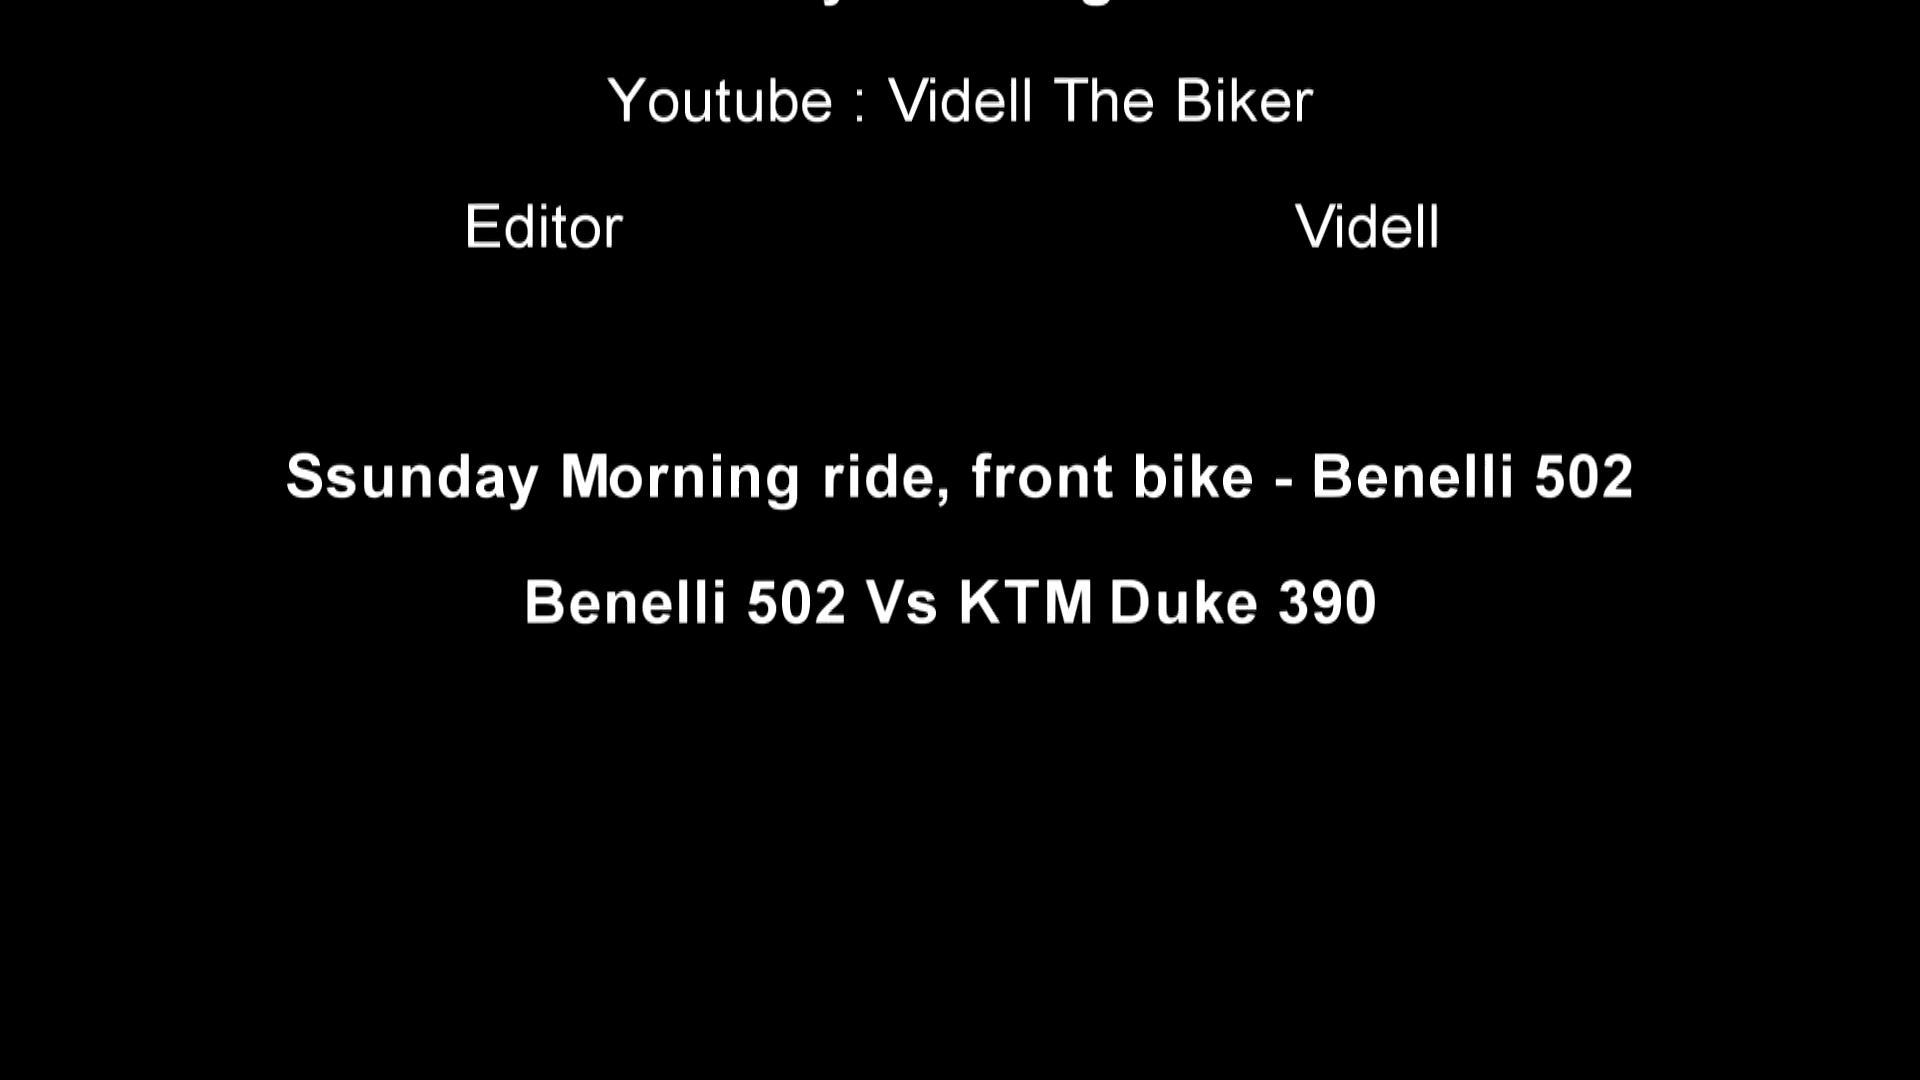 Youtube : Videll The Biker
Editor Videll
Ssunday Morning ride, front bike - Benelli 502
Benelli 502 Vs KTM Duke 390